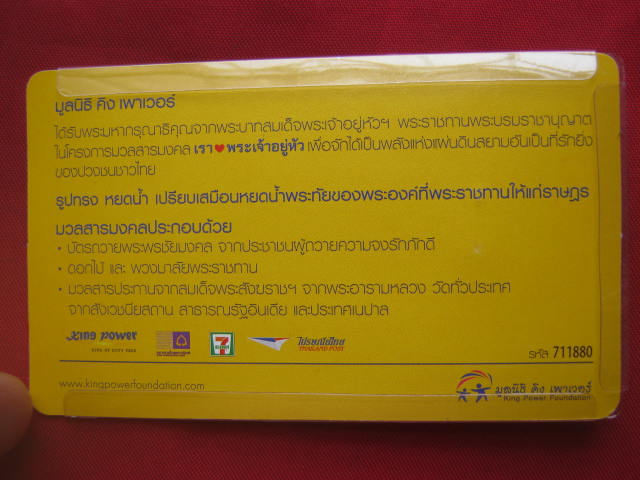 มูลนิธิ คิง เพาเวอร์
ได้รับพระมหากรุณาธิคุณจากพระบาทสมเด็จพระเจ้าอยู่หัวฯ พระราชทานพระบรมราชานุญาต
ในโครงการมวลสารมงคล เรา❤พระเจ้าอยู่หัว เพื่อจักได้เป็นพลังแห่งแผ่นดินสยามอันเป็นที่รักยิ่ง
ของปวงชนชาวไทย
รูปทรง หยดน้ำ เปรียบเสมือนหยดน้ำพระทัยของพระองค์ที่พระราชทานให้แก่ราษฎร
มวลสารมงคลประกอบด้วย
• บัตรถวายพระพรชัยมงคล จากประชาชนผู้ถวายความจงรักภักดี
• ดอกไม้ และ พวงมาลัยพระราชทาน
• มวลสารประทานจากสมเด็จพระสังฆราชฯ จากพระอารามหลวง วัดทั่วประเทศ
จากสังเวชนียสถาน สาธารณรัฐอินเดีย และประเทศเนปาล
King Power
KING OF DUTY FREE
7 ELEVEN
ไปรษณีย์ไทย
THAILAND POST
รหัส 711880
www.kingpowerfoundation.com
มูลนิธิ คิง เพาเวอร์
King Power Foundation